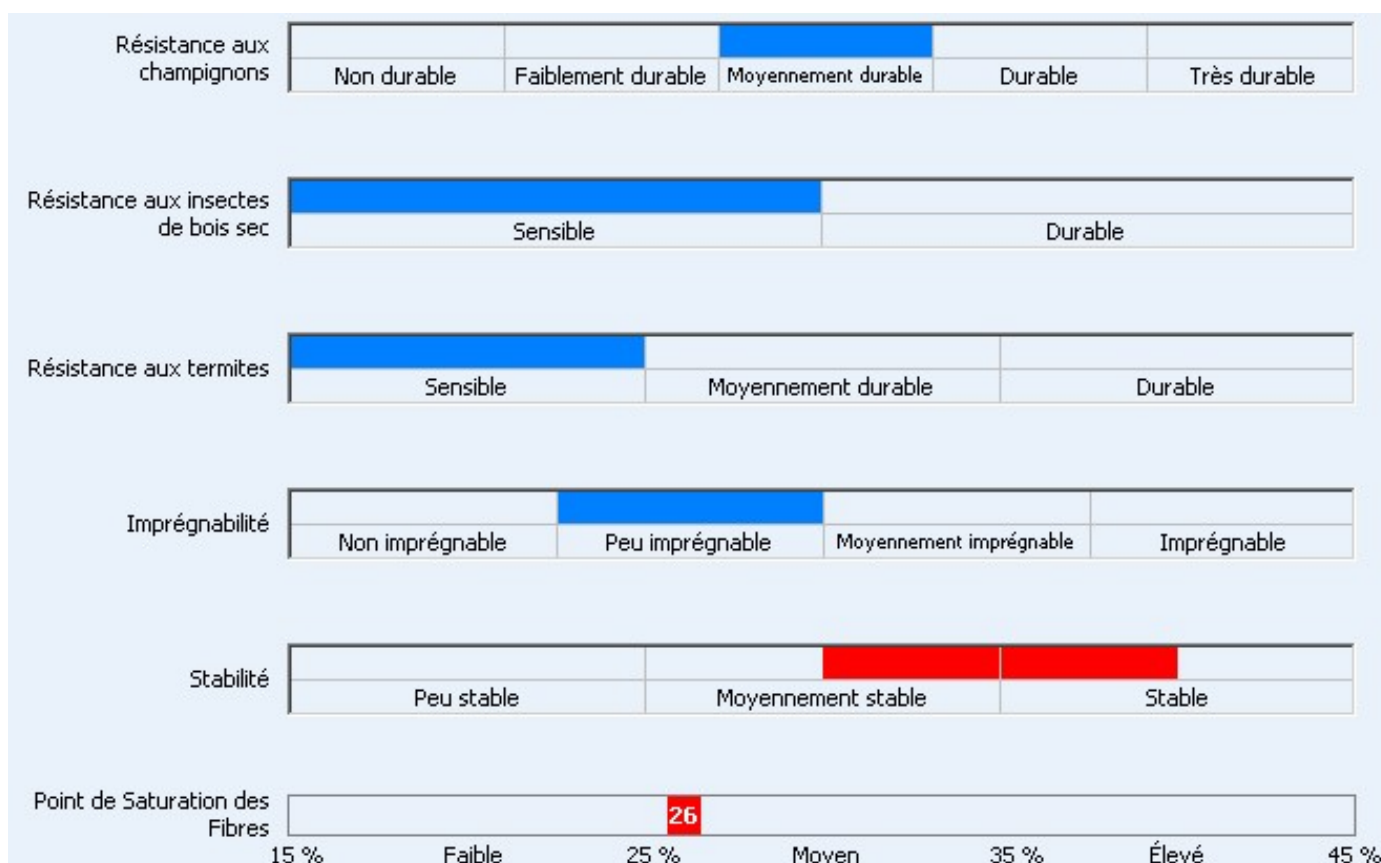 Résistance aux
champignons
Non durable Faiblement durable Moyennement durable Durable Très durable
Résistance aux insectes
de bois sec
Sensible Durable
Résistance aux termites
Sensible Moyennement durable Durable
Imprégnabilité
Non imprégnable Peu imprégnable Moyennement imprégnable Imprégnable
Stabilité
Peu stable Moyennement stable Stable
Point de Saturation des
Fibres
26
15 % Faible 25 % Moyen 35 % Élevé 45 %